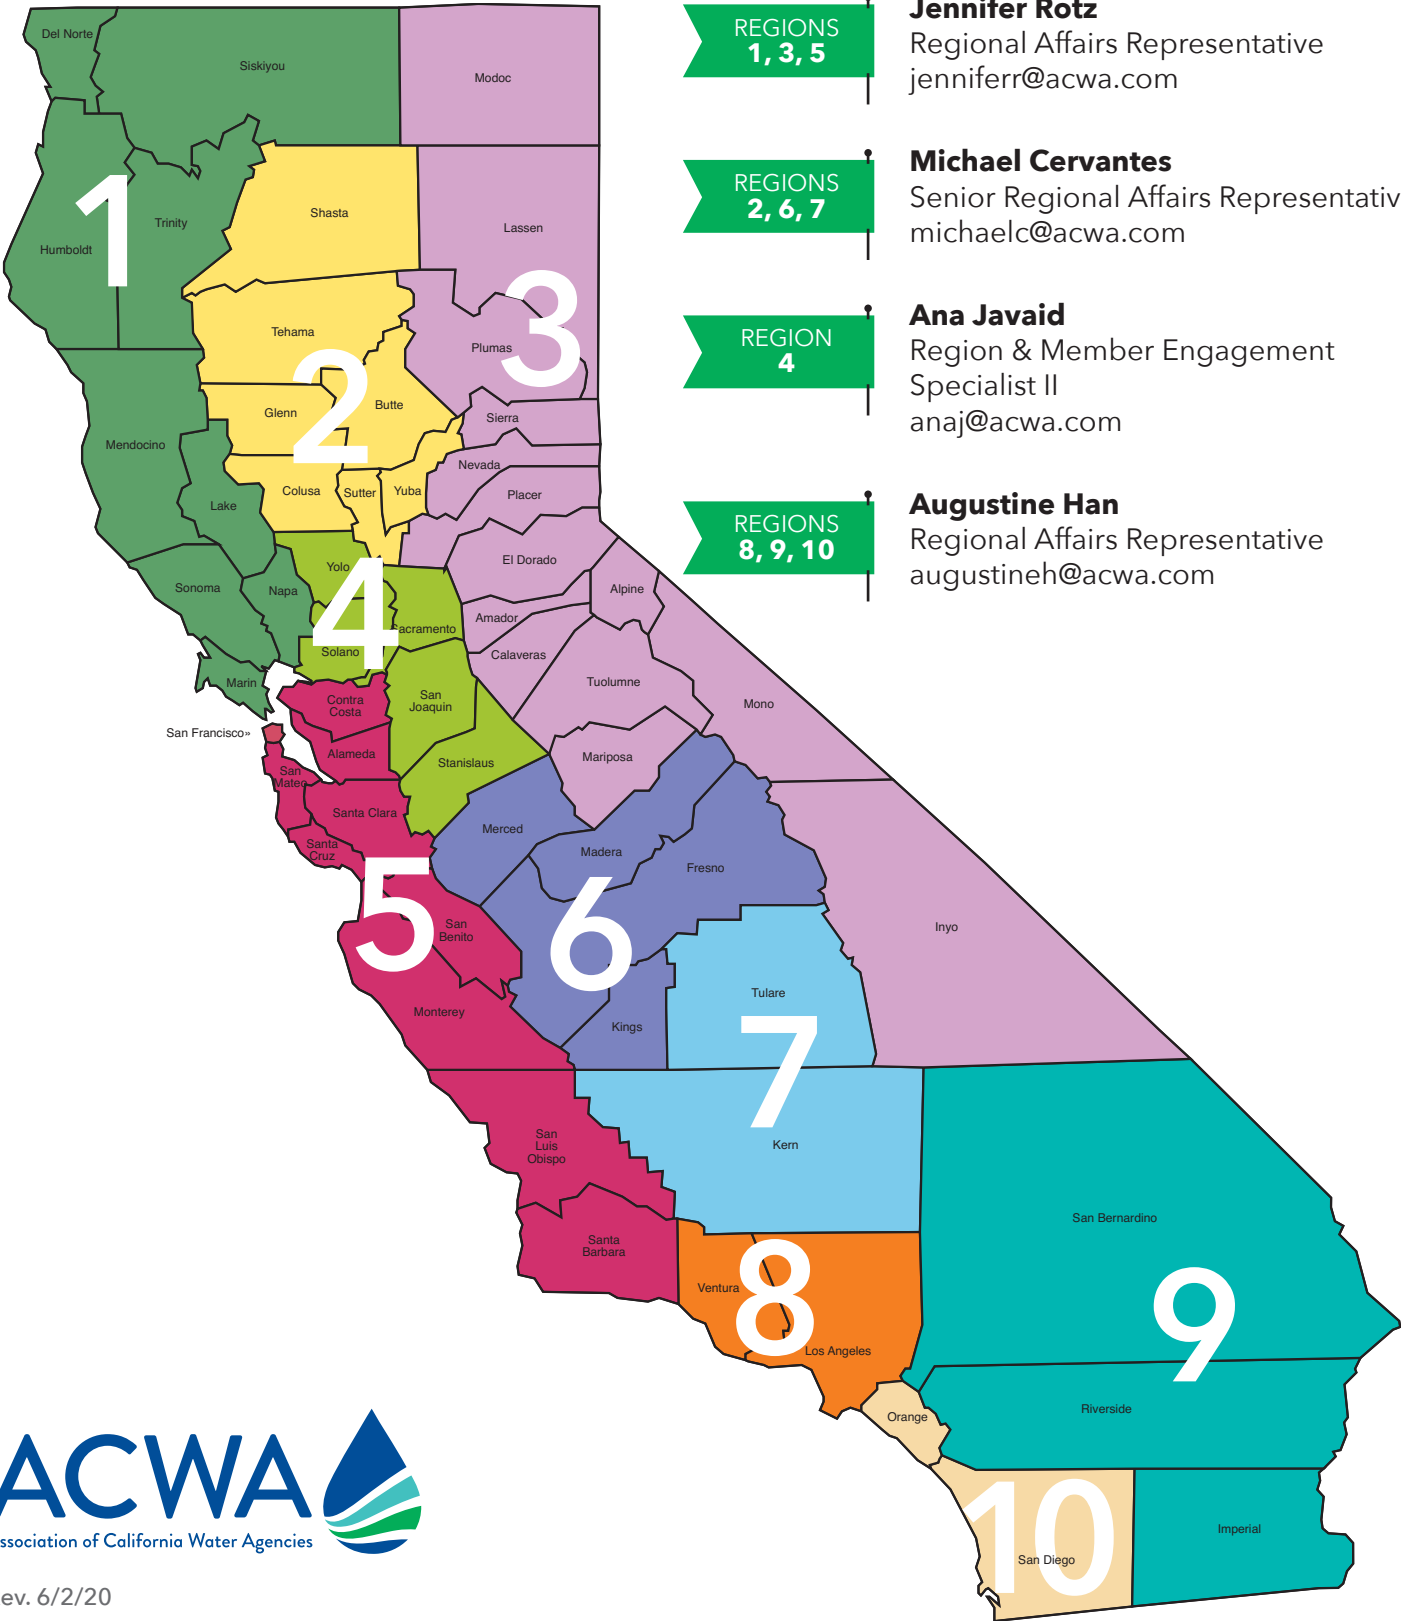 Jennifer Rotz
REGIONS
1, 3, 5
Regional Affairs Representative
jenniferr@acwa.com
Michael Cervantes
REGIONS
2, 6, 7
Senior Regional Affairs Representativ
michaelc@acwa.com
Ana Javaid
REGION
4
Region & Member Engagement
Specialist II
anaj@acwa.com
Augustine Han
REGIONS
8, 9, 10
Regional Affairs Representative
augustineh@acwa.com
Del Norte
Siskiyou
Modoc
1
Trinity
Humboldt
Shasta
Lassen
3
Tehama
Plumas
2
Glenn
Butte
Sierra
Mendocino
Nevada
Colusa
Sutter
Yuba
Placer
Lake
El Dorado
Yolo
4
Sonoma
Napa
Alpine
Amador
Sacramento
Solano
Calaveras
Marin
Tuolumne
Contra
Costa
San
Joaquin
Mono
San Francisco»
Alameda
Stanislaus
Mariposa
San
Mateo
Santa Clara
Merced
Santa
Cruz
Madera
Fresno
5
6
San
Benito
Inyo
Tulare
Monterey
Kings
7
Kern
San
Luis
Obispo
San Bernardino
Santa
Barbara
8
Ventura
9
Los Angeles
Riverside
Orange
10
Imperial
San Diego
ACWA
ssociation of California Water Agencies
ev. 6/2/20